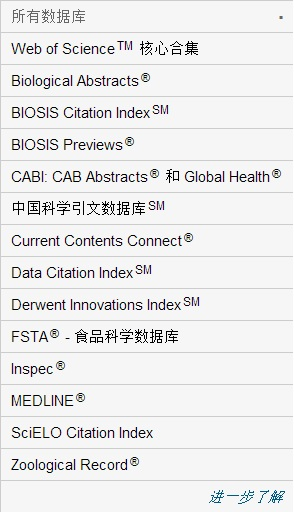 所有数据库
Web of Science™ 核心合集
Biological Abstracts®
BIOSIS Citation Index℠
BIOSIS Previews®
CABI: CAB Abstracts® 和 Global Health®
中国科学引文数据库℠
Current Contents Connect®
Data Citation Index℠
Derwent Innovations Index℠
FSTA® - 食品科学数据库
Inspec®
MEDLINE®
SciELO Citation Index
Zoological Record®
进一步了解